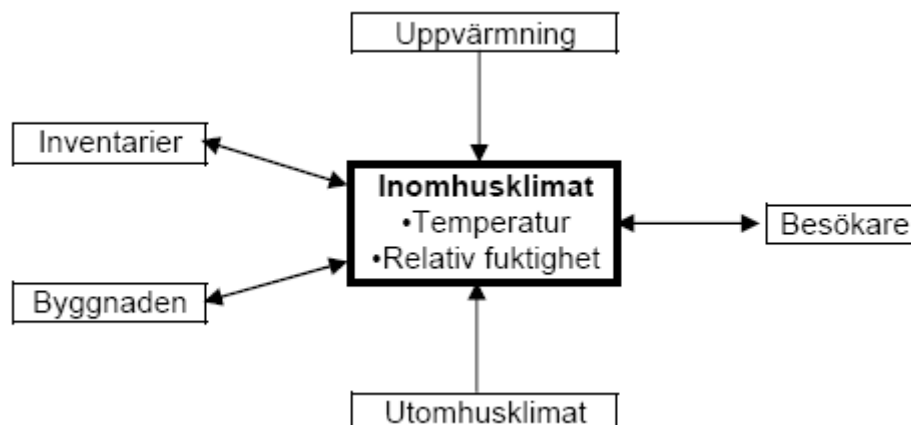 Uppvärmning
Inventarier
Inomhusklimat
•Temperatur
•Relativ fuktighet
Besökare
Byggnaden
Utomhusklimat